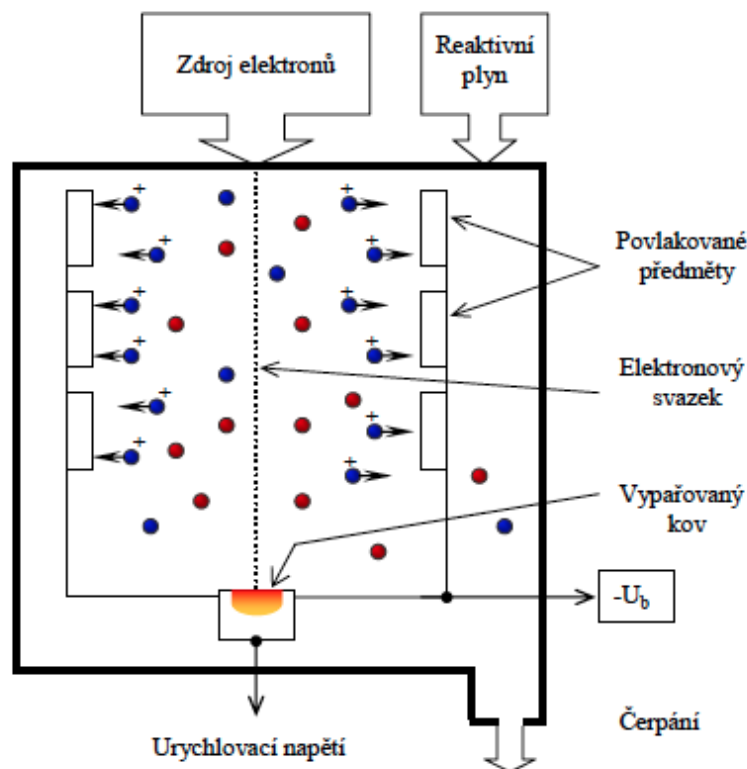 Zdroj elektronů
Reaktivní
plyn
+
+
+
+
+
+
+
+
+
+
+
+
Povlakované
předměty
Elektronový
svazek
Vypařovaný
kov
-Ub
Čerpání
Urychlovací napětí